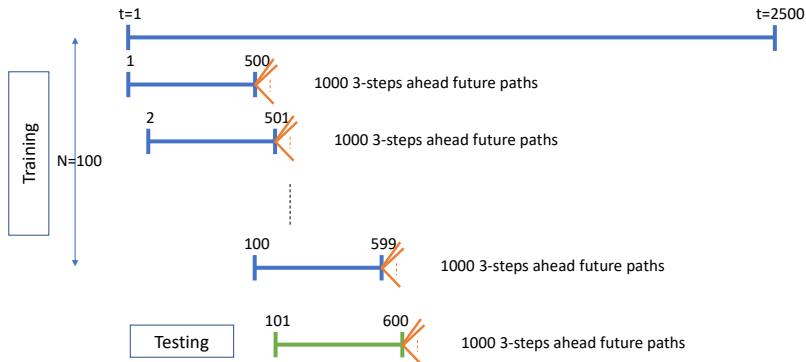 t=1
t=2500
1
500
1000 3-steps ahead future paths
2
501
1000 3-steps ahead future paths
Training
N=100
100
599
1000 3-steps ahead future paths
Testing
101
600
1000 3-steps ahead future paths